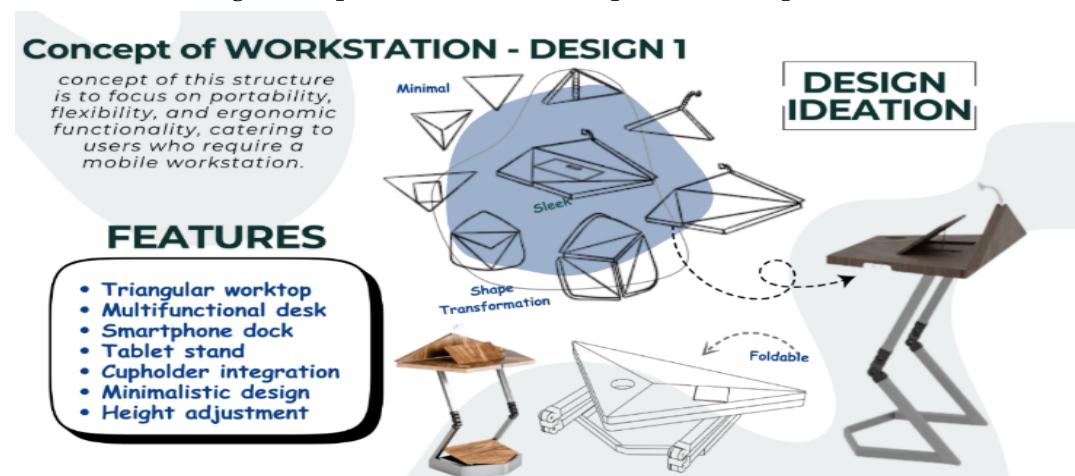 Concept of WORKSTATION - DESIGN 1
concept of this structure
is to focus on portability,
flexibility, and ergonomic
functionality, catering to
users who require a
mobile workstation.
Minimal
DESIGN
IDEATION
Sleek
FEATURES
• Triangular worktop
• Multifunctional desk
• Smartphone dock
• Tablet stand
• Cupholder integration
• Minimalistic design
• Height adjustment
Shape
Transformation
Foldable